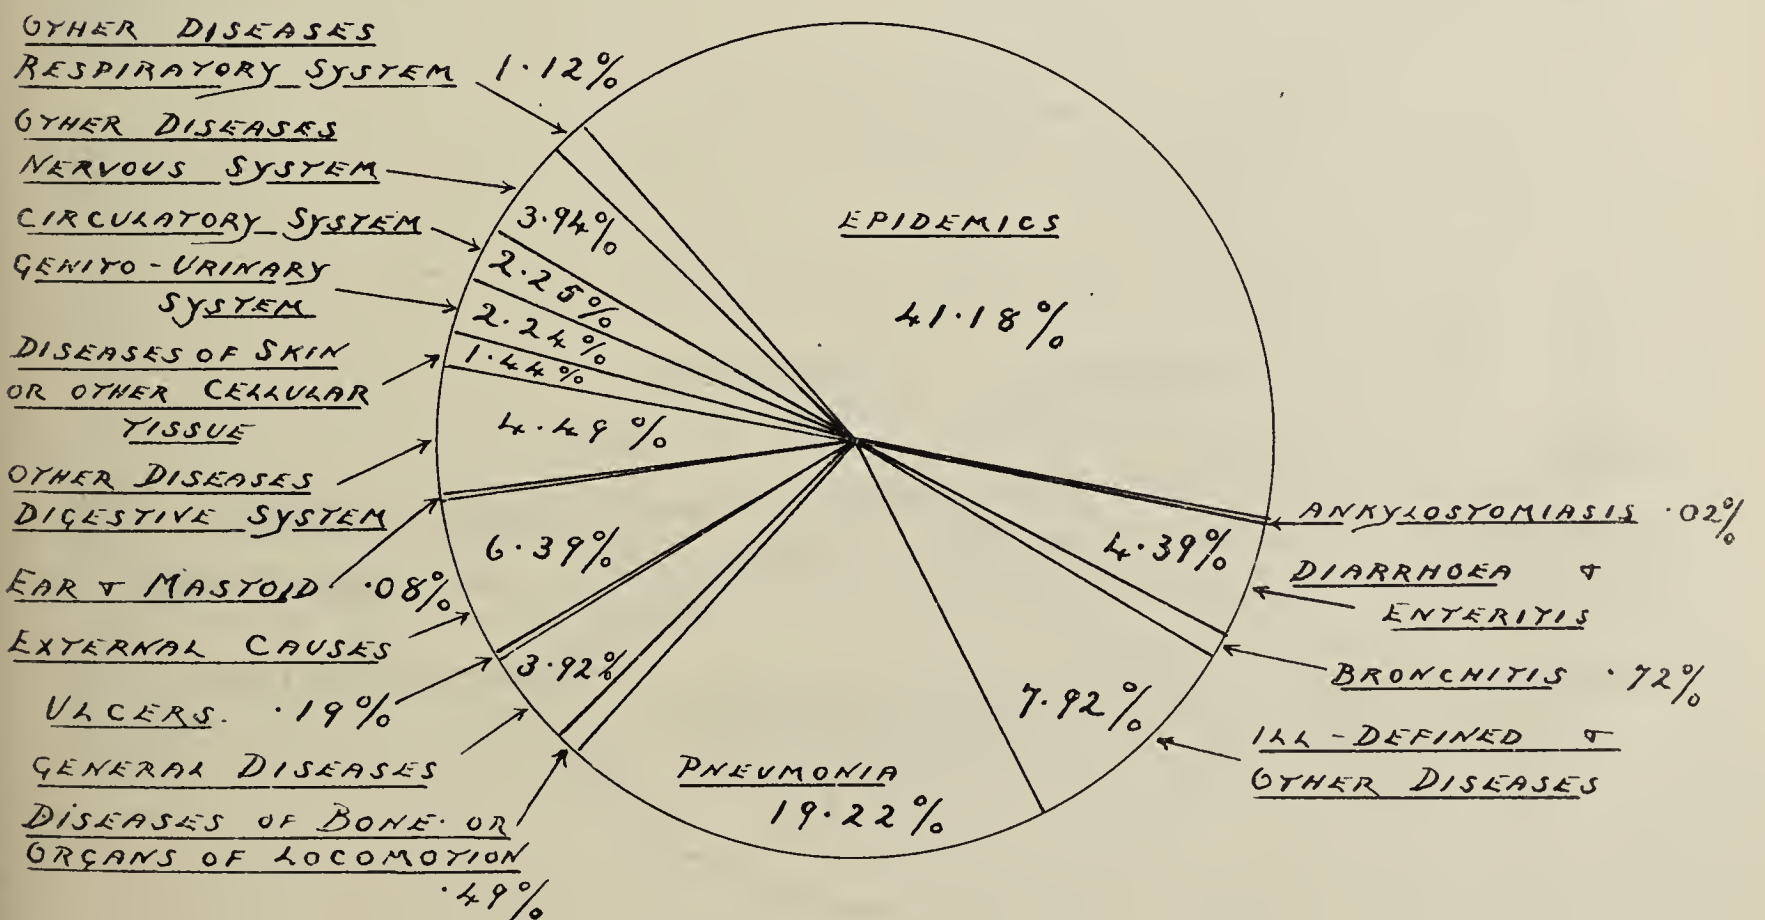 OTHER DISEASES
RESPIRATORY SYSTEM 1.12%
OTHER DISEASES
NERVOUS SYSTEM
3.94%
CIRCULATORY SYSTEM
2.25%
GENITO-URINARY
SYSTEM
2.24%
DISEASES OF SKIN
OR OTHER CELLULAR
TISSUE
1.44%
OTHER DISEASES
DIGESTIVE SYSTEM
4.49%
EAR & MASTOID .08%
EXTERNAL CAUSES
6.39%
ULCERS. .19%
GENERAL DISEASES
3.92%
DISEASES OF BONE. OR
ORGANS OF LOCOMOTION
.49%
EPIDEMICS
41.18%
PNEUMONIA
19.22%
ANKYLOSTOMIASIS .02%
DIARRHOEA &
ENTERITIS
4.39%
BRONCHITIS .72%
ILL-DEFINED &
OTHER DISEASES
7.92%